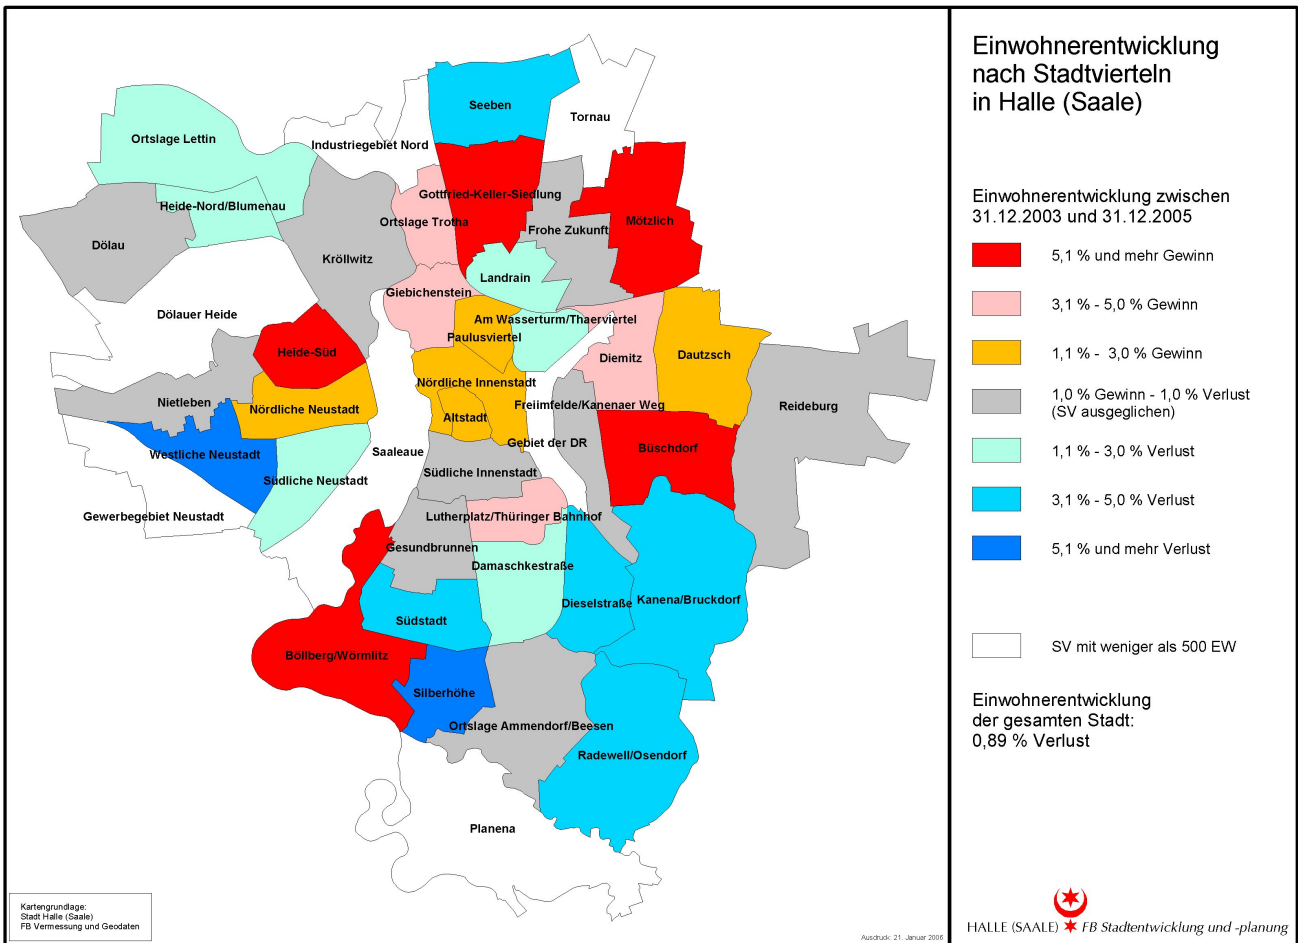 Einwohnerentwicklung
nach Stadtvierteln
in Halle (Saale)
Einwohnerentwicklung zwischen
31.12.2003 und 31.12.2005
5,1 % und mehr Gewinn
3,1 % - 5,0 % Gewinn
1,1 % - 3,0 % Gewinn
1,0 % Gewinn - 1,0 % Verlust
(SV ausgeglichen)
1,1 % - 3,0 % Verlust
3,1 % - 5,0 % Verlust
5,1 % und mehr Verlust
SV mit weniger als 500 EW
Einwohnerentwicklung
der gesamten Stadt:
0,89 % Verlust
HALLE (SAALE) FB Stadtentwicklung und -planung
Seeben
Tornau
Ortslage Lettin
Industriegebiet Nord
Gottfried-Keller-Siedlung
Heide-Nord/Blumenau
Ortslage Trotha
Mötzlich
Frohe Zukunft
Dölau
Kröllwitz
Landrain
Giebichenstein
Dölauer Heide
Am Wasserturm/Thaerviertel
Paulusviertel
Heide-Süd
Diemitz
Dautzsch
Nördliche Innenstadt
Nietleben
Nördliche Neustadt
Freiimfelde/Kanenaer Weg
Reideburg
Altstadt
Gebiet der DR
Büschdorf
Saaleaue
Westliche Neustadt
Südliche Innenstadt
Südliche Neustadt
Gewerbegebiet Neustadt
Lutherplatz/Thüringer Bahnhof
Gesundbrunnen
Damaschkestraße
Dieselstraße
Kanena/Bruckdorf
Südstadt
Böllberg/Wörmlitz
Silberhöhe
Ortslage Ammendorf/Beesen
Radewell/Osendorf
Planena
Kartengrundlage:
Stadt Halle (Saale)
FB Vermessung und Geodaten
Ausdruck: 21. Januar 2006